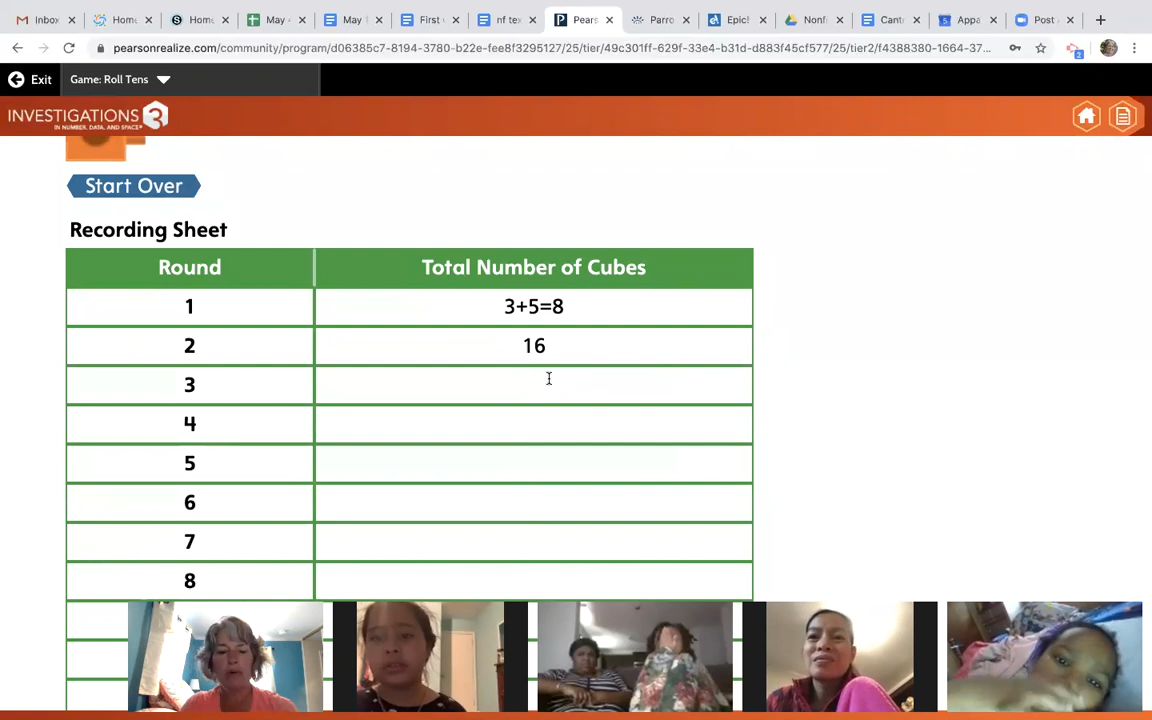 Inbox
Home
Home
May
May 1
First
nf tex
Pears
Parro
Epic!
Nonfi
Cant
Appa
Post
pearsonrealize.com/community/program/d06385c7-8194-3780-b22e-fee8f3295127/25/tier/49c301ff-629f-33e4-b31d-d883f45cf577/25/tier2/f4388380-1664-37...
2
Exit
Game: Roll Tens
INVESTIGATIONS 3
IN NUMBER, DATA, AND SPACE®
Start Over
Recording Sheet
Round Total Number of Cubes
1 3+5=8
2 16
3
4
5
6
7
8